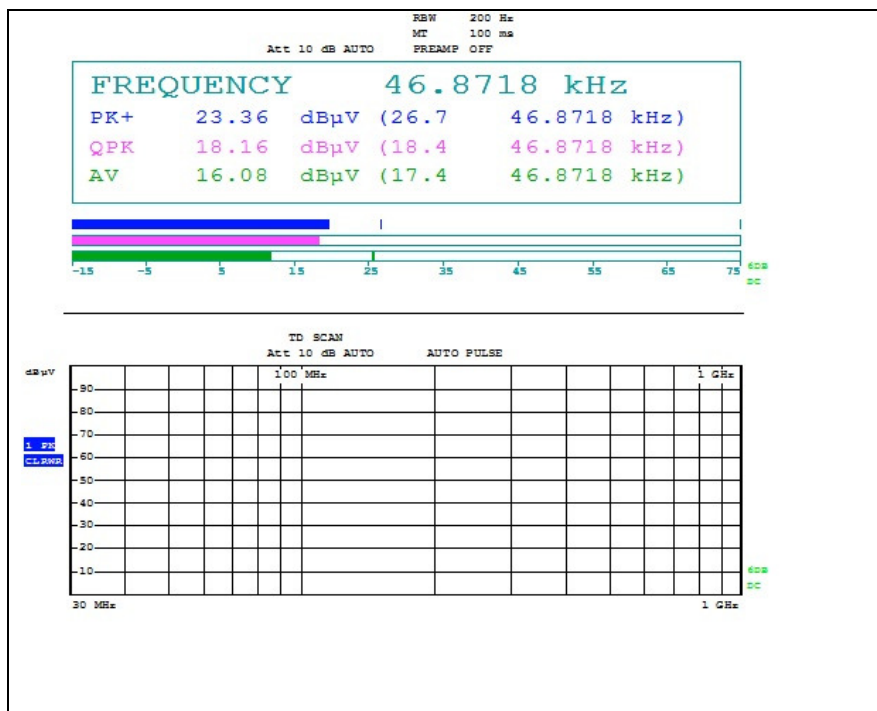 RBW 200 Hz
MT 100 ms
Att 10 dB AUTO PREAMP OFF
FREQUENCY 46.8718 kHz
PK+ 23.36 dBµV (26.7 46.8718 kHz)
QPK 18.16 dBµV (18.4 46.8718 kHz)
AV 16.08 dBµV (17.4 46.8718 kHz)
-15 -5 5 15 25 35 45 55 65 75
6DB
DC
TD SCAN
Att 10 dB AUTO AUTO PULSE
dBµV
100 MHz 1 GHz
90
80
70
1 PK
CLRWR
60
50
40
30
20
10
6DB
DC
30 MHz 1 GHz